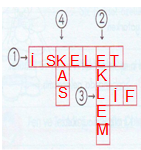 ④ ②
① İSKELET
A K
S ③ LİF
E
M